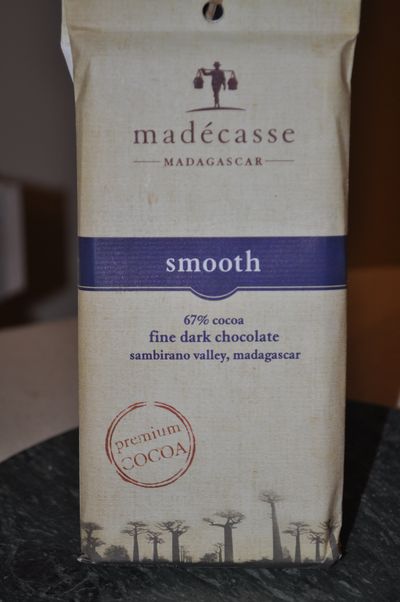 madécasse
MADAGASCAR
smooth
67% cocoa
fine dark chocolate
sambirano valley, madagascar
premium
COCOA